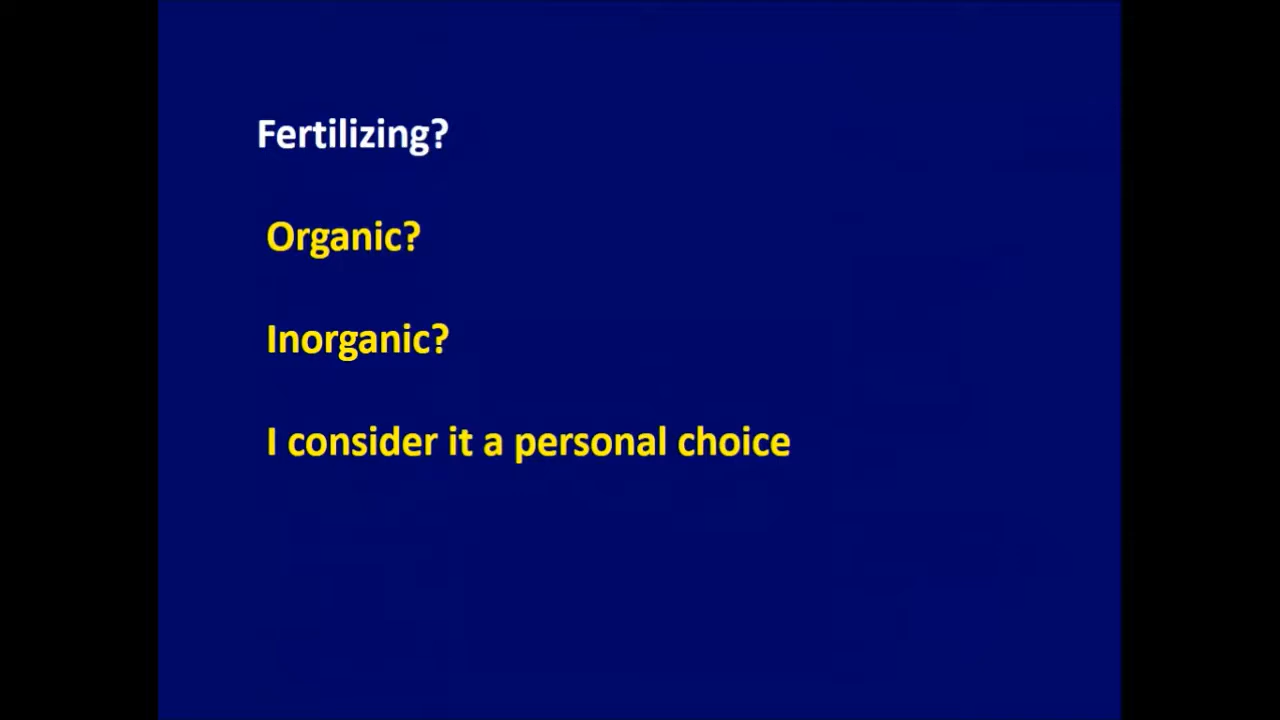 Fertilizing?
Organic?
Inorganic?
I consider it a personal choice